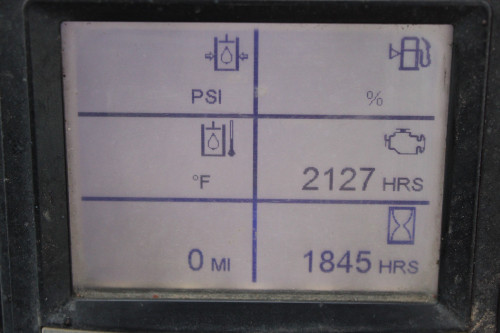 PSI
%
°F
2127 HRS
0 MI
1845 HRS